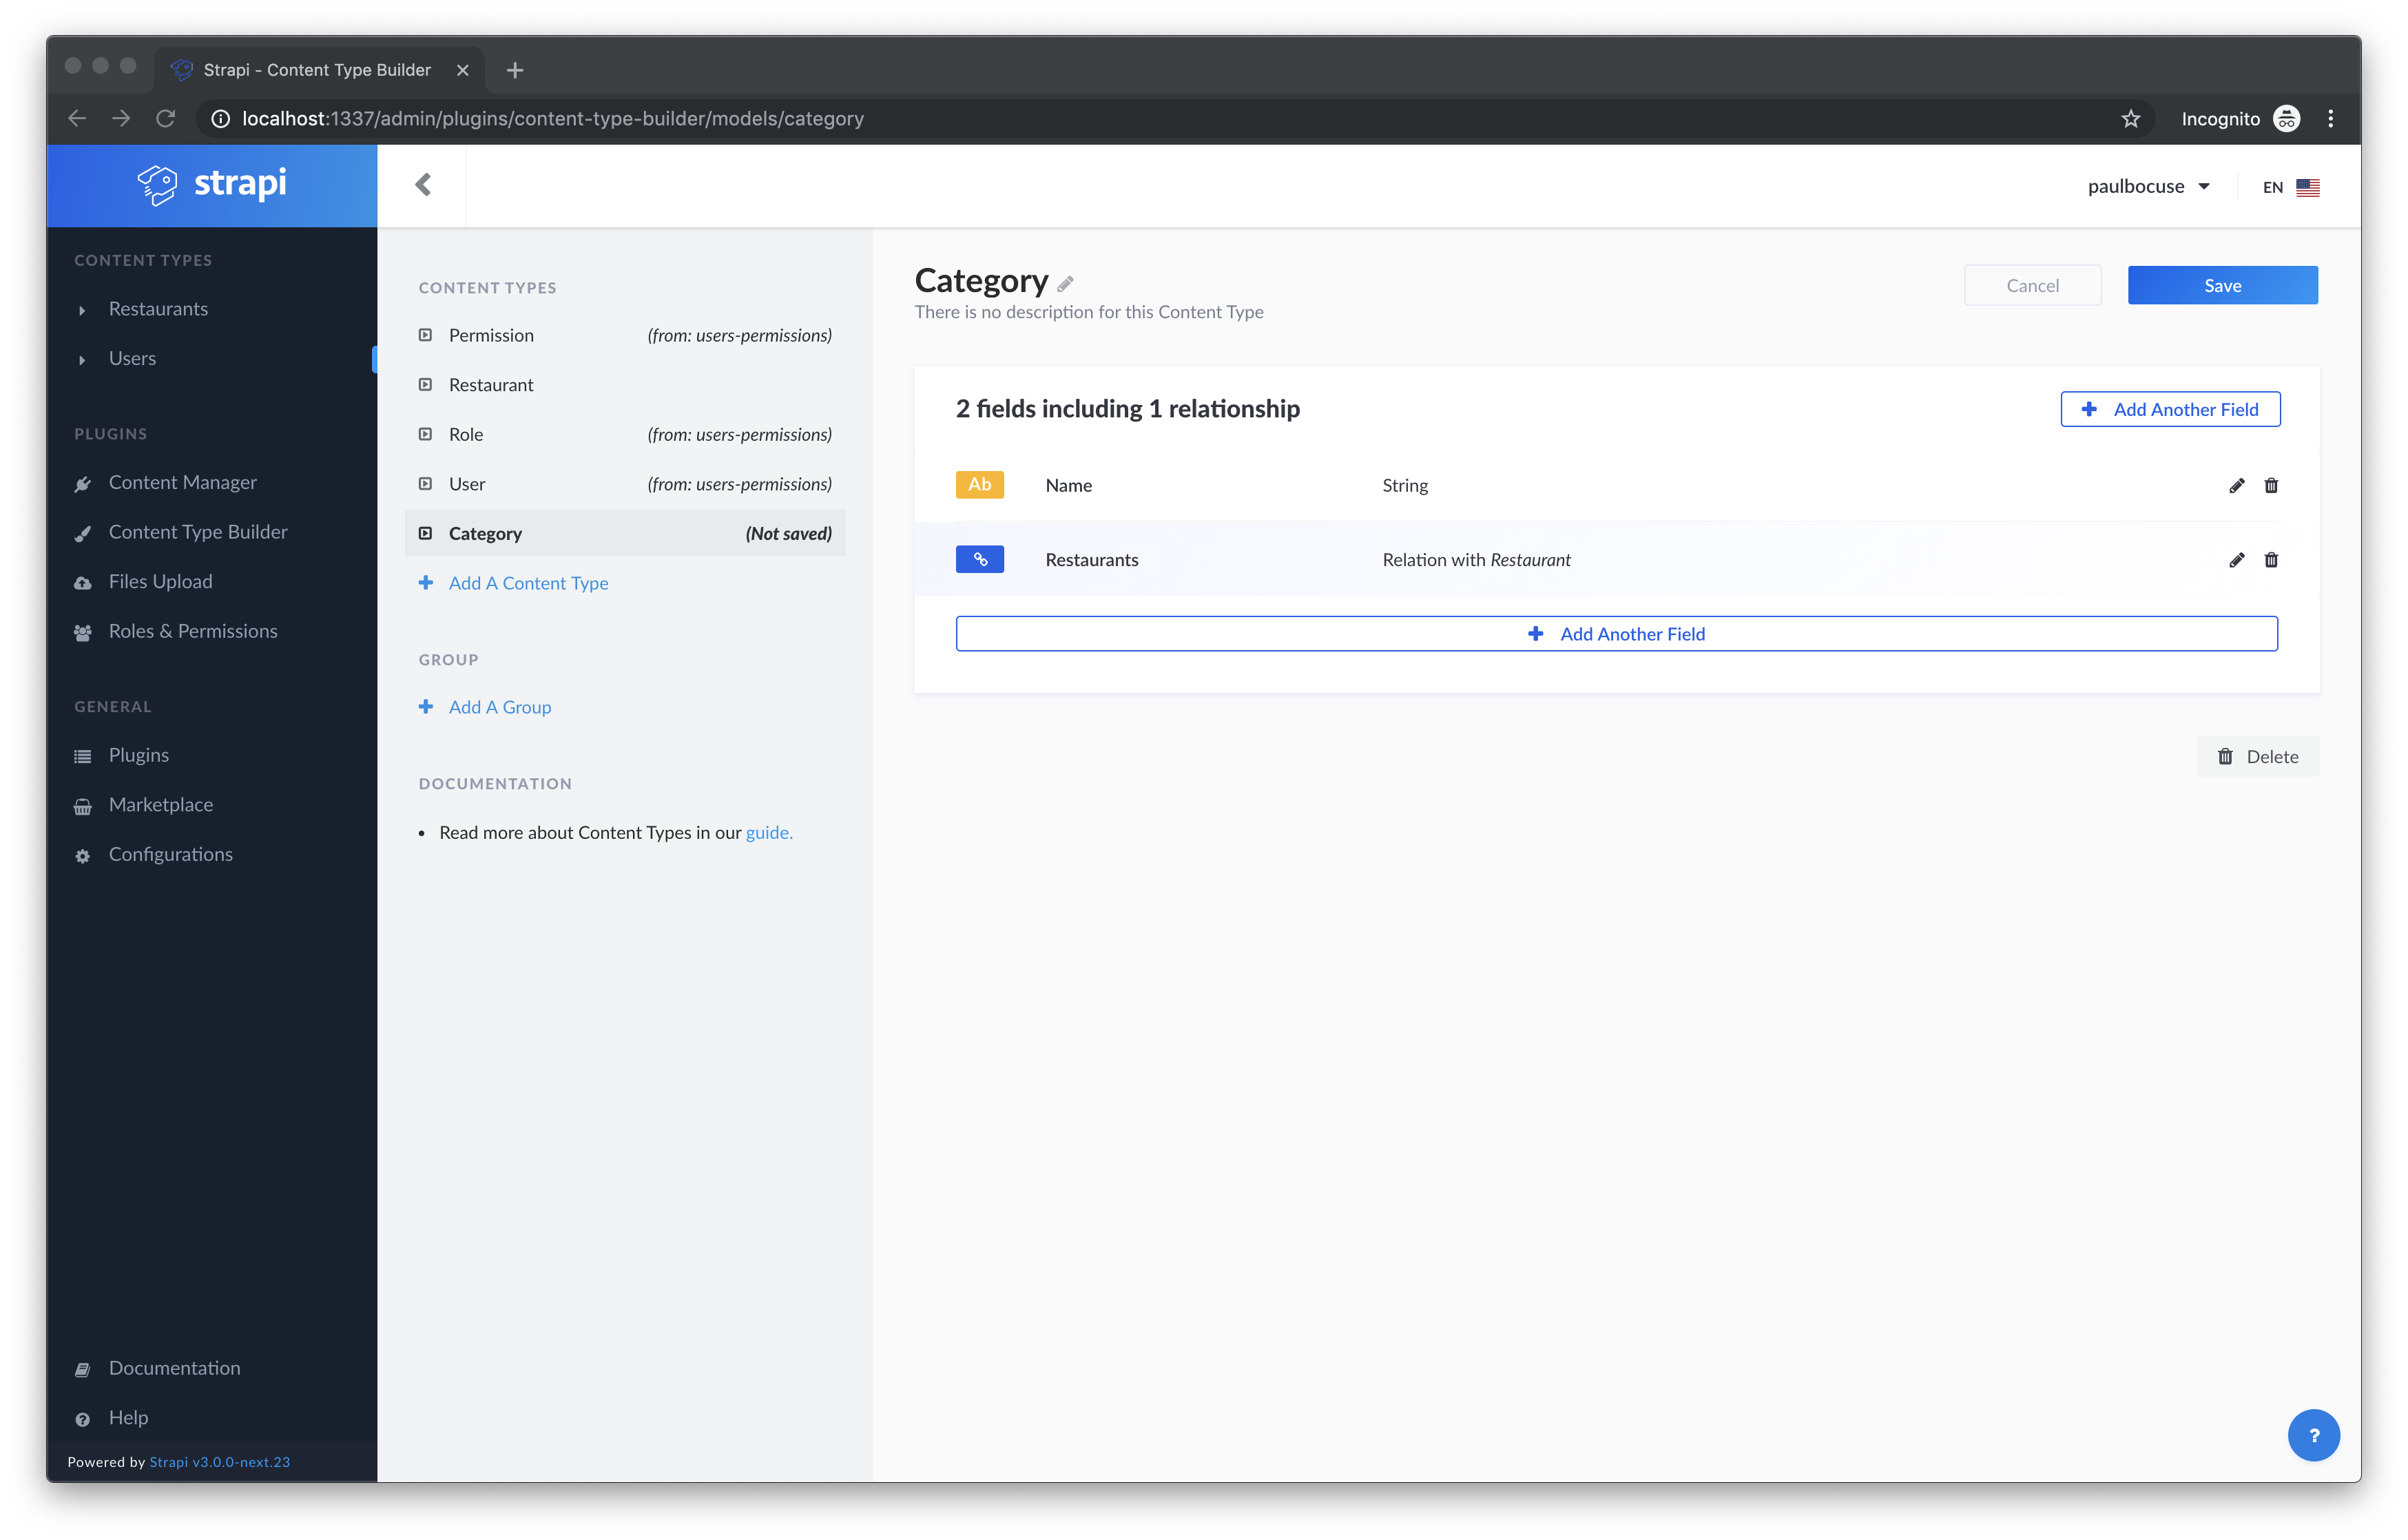 Strapi - Content Type Builder
localhost:1337/admin/plugins/content-type-builder/models/category
Incognito
strapi
paulbocuse
EN
CONTENT TYPES
Restaurants
Users
PLUGINS
Content Manager
Content Type Builder
Files Upload
Roles & Permissions
GENERAL
Plugins
Marketplace
Configurations
Documentation
Help
Powered by Strapi v3.0.0-next.23
CONTENT TYPES
Permission (from: users-permissions)
Restaurant
Role (from: users-permissions)
User (from: users-permissions)
Category (Not saved)
Add A Content Type
GROUP
Add A Group
DOCUMENTATION
• Read more about Content Types in our guide.
Category
There is no description for this Content Type
Cancel
Save
2 fields including 1 relationship
Add Another Field
Ab Name String
Restaurants Relation with Restaurant
Add Another Field
Delete
?